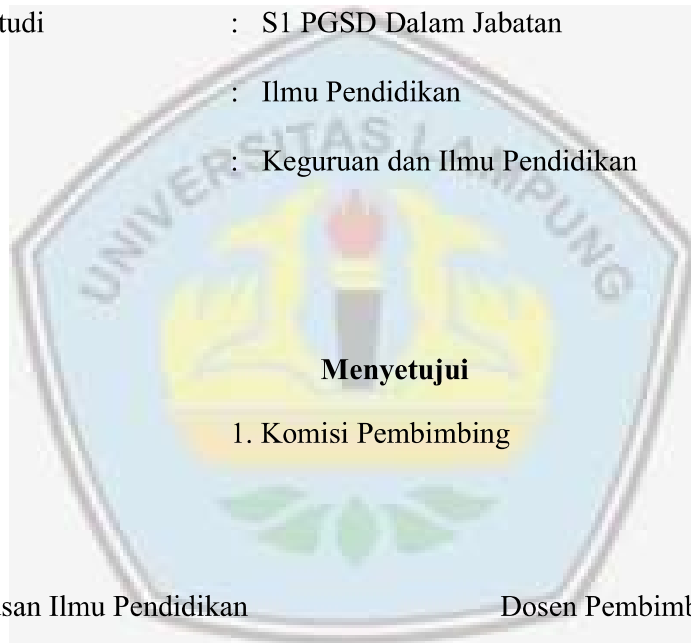 tudi : S1 PGSD Dalam Jabatan
: Ilmu Pendidikan
UNIVERSITAS LAMPUNG
: Keguruan dan Ilmu Pendidikan
Menyetujui
1. Komisi Pembimbing
san Ilmu Pendidikan Dosen Pembimb